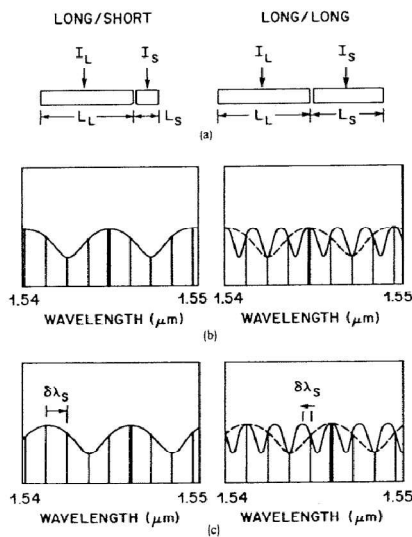 LONG/SHORT LONG/LONG
I_L I_S I_L I_S
L_L L_S L_L L_S
(a)
1.54 1.55 1.54 1.55
WAVELENGTH (μm) WAVELENGTH (μm)
(b)
δλ_S δλ_S
1.54 1.55 1.54 1.55
WAVELENGTH (μm) WAVELENGTH (μm)
(c)